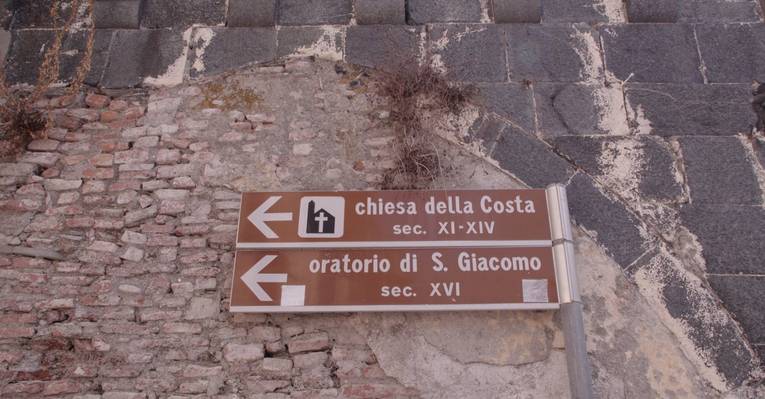 chiesa della Costa
sec. XI-XIV
oratorio di S. Giacomo
sec. XVI